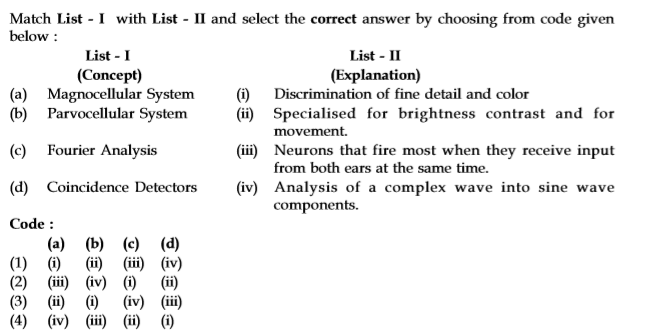 Match List - I with List - II and select the correct answer by choosing from code given
below :
List - I List - II
(Concept) (Explanation)
(a) Magnocellular System (i) Discrimination of fine detail and color
(b) Parvocellular System (ii) Specialised for brightness contrast and for
movement.
(c) Fourier Analysis (iii) Neurons that fire most when they receive input
from both ears at the same time.
(d) Coincidence Detectors (iv) Analysis of a complex wave into sine wave
components.
Code :
(a) (b) (c) (d)
(1) (i) (ii) (iii) (iv)
(2) (iii) (iv) (i) (ii)
(3) (ii) (i) (iv) (iii)
(4) (iv) (iii) (ii) (i)